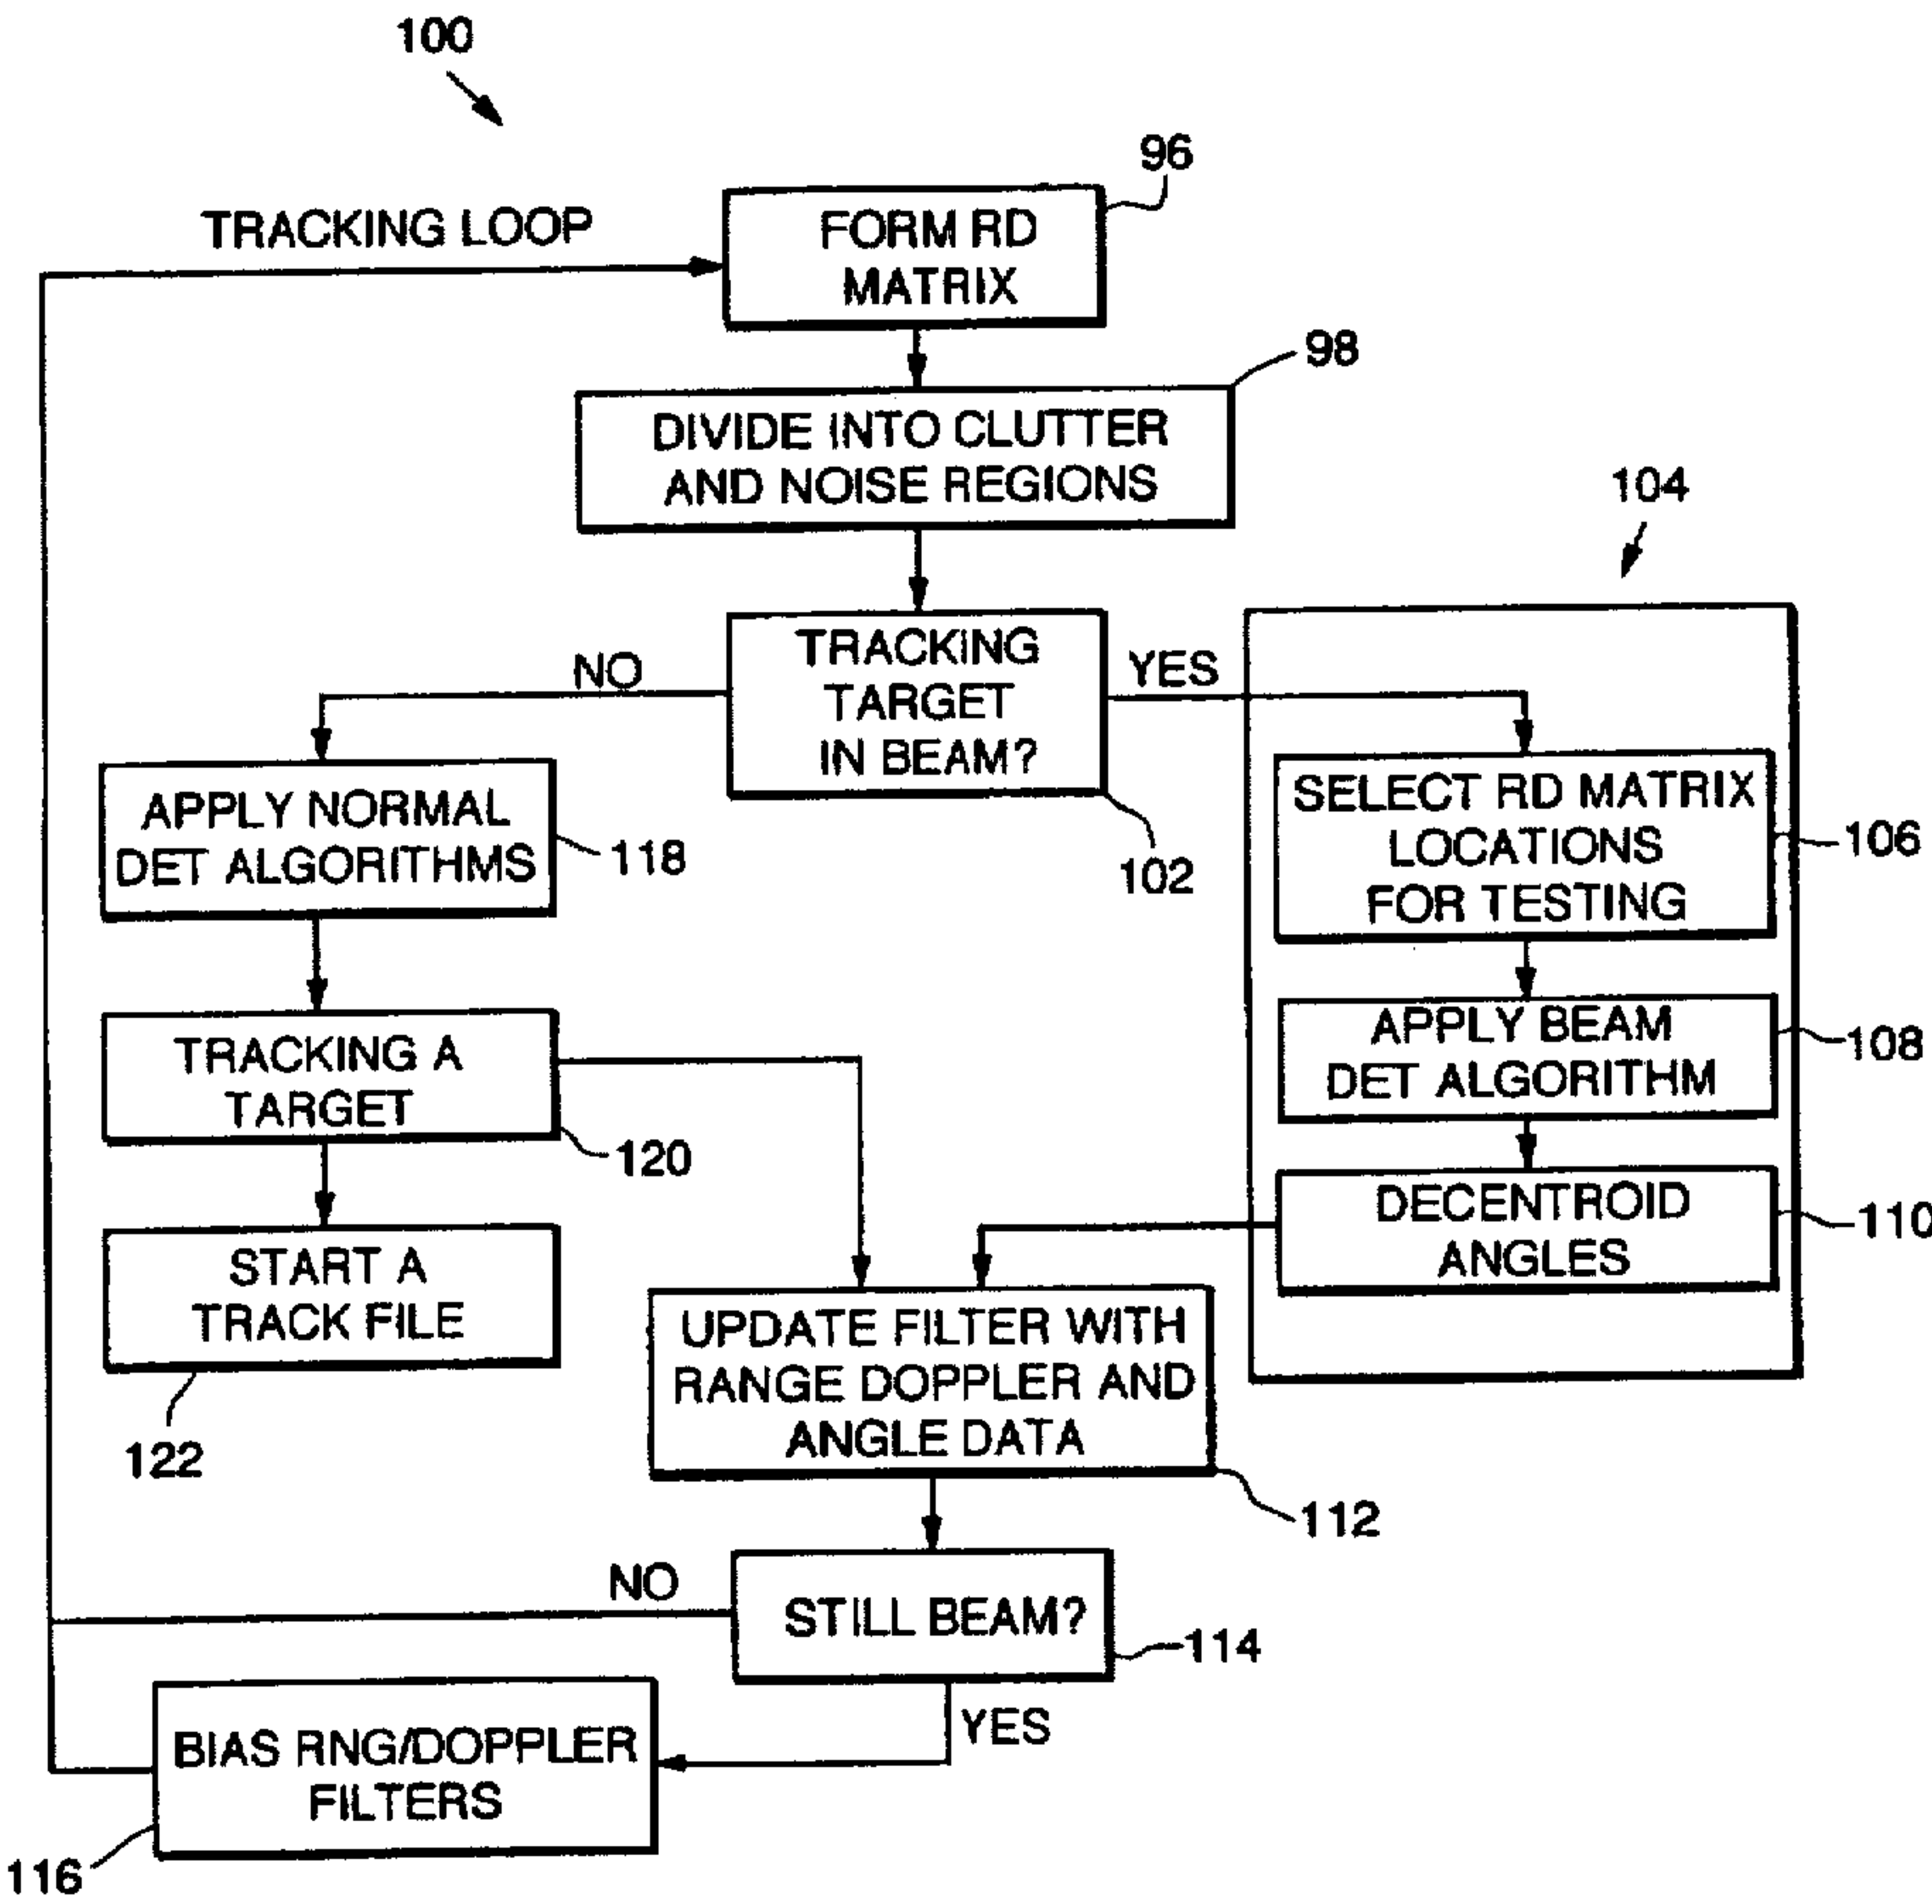 100
96
TRACKING LOOP
FORM RD
MATRIX
98
DIVIDE INTO CLUTTER
AND NOISE REGIONS
104
NO
TRACKING
TARGET
IN BEAM?
YES
102
APPLY NORMAL
DET ALGORITHMS
118
SELECT RD MATRIX
LOCATIONS
FOR TESTING
106
TRACKING A
TARGET
120
APPLY BEAM
DET ALGORITHM
108
DECENTROID
ANGLES
110
START A
TRACK FILE
122
UPDATE FILTER WITH
RANGE DOPPLER AND
ANGLE DATA
112
NO
STILL BEAM?
114
YES
BIAS RNG/DOPPLER
FILTERS
116